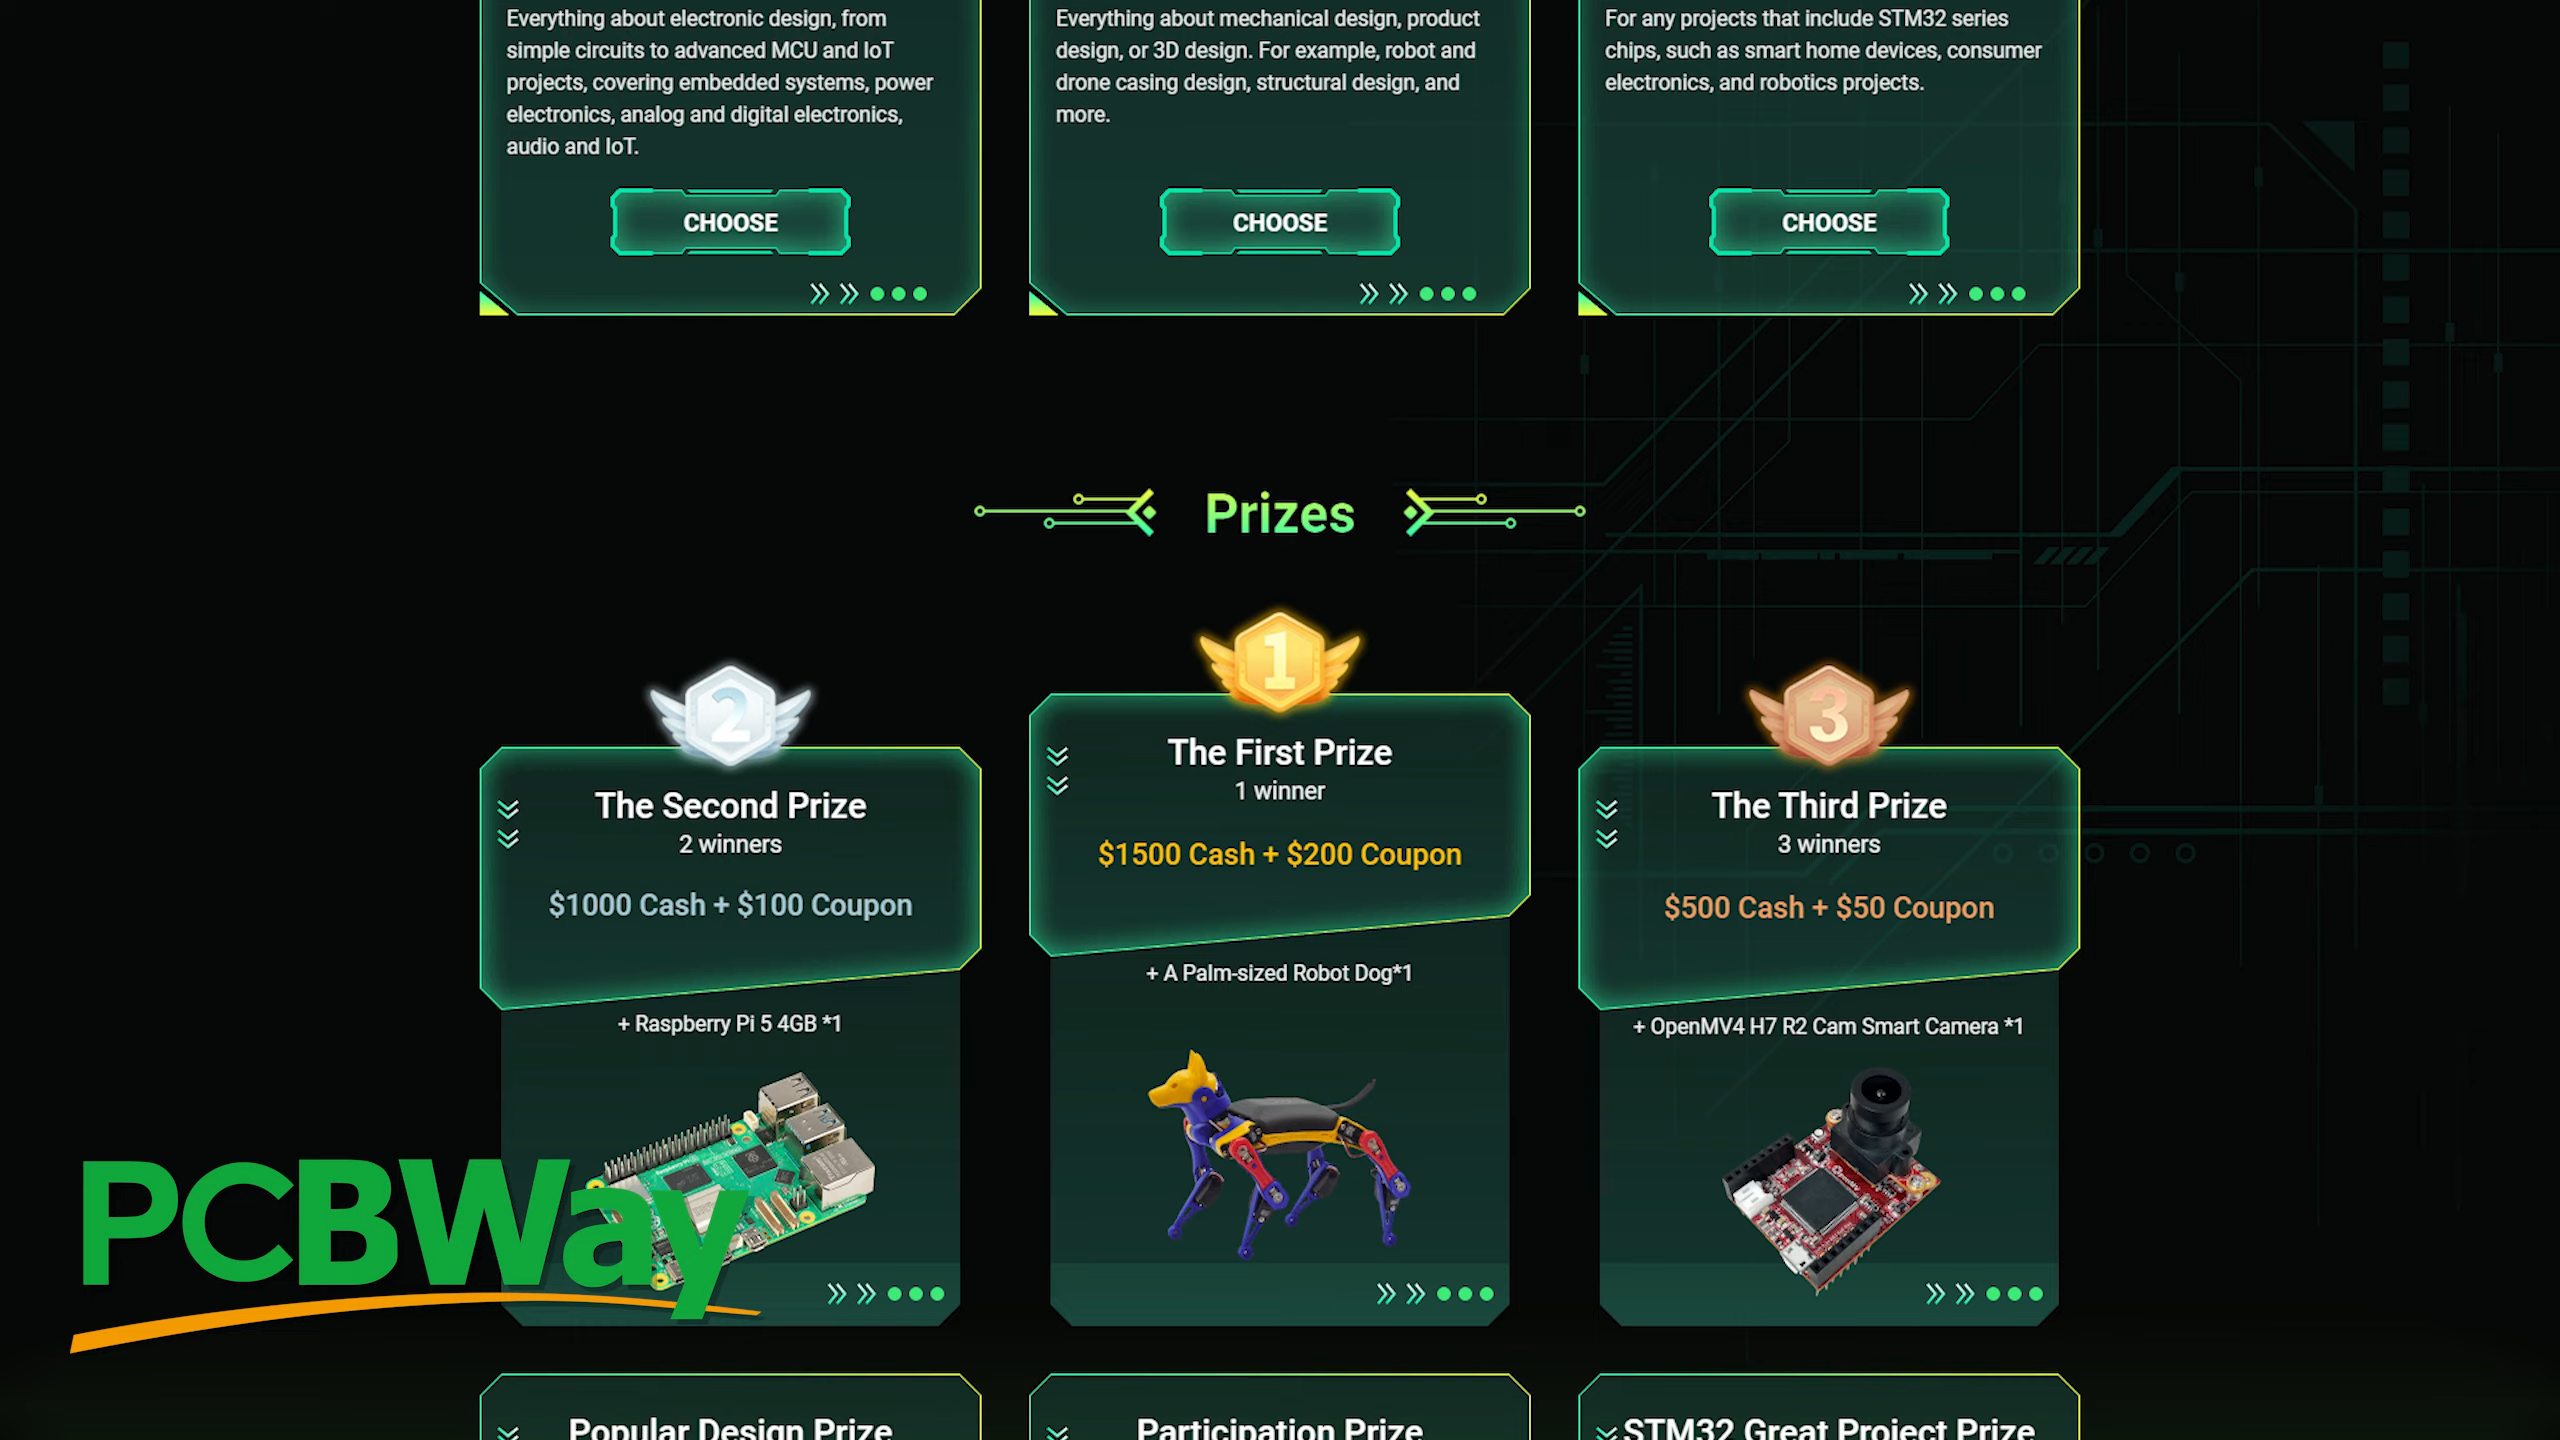 Everything about electronic design, from
simple circuits to advanced MCU and IoT
projects, covering embedded systems, power
electronics, analog and digital electronics,
audio and IoT.
CHOOSE
Everything about mechanical design, product
design, or 3D design. For example, robot and
drone casing design, structural design, and
more.
CHOOSE
For any projects that include STM32 series
chips, such as smart home devices, consumer
electronics, and robotics projects.
CHOOSE
Prizes
2
The Second Prize
2 winners
$1000 Cash + $100 Coupon
+ Raspberry Pi 5 4GB *1
1
The First Prize
1 winner
$1500 Cash + $200 Coupon
+ A Palm-sized Robot Dog*1
3
The Third Prize
3 winners
$500 Cash + $50 Coupon
+ OpenMV4 H7 R2 Cam Smart Camera *1
PCBWay
Popular Design Prize
Participation Prize
STM32 Great Project Prize